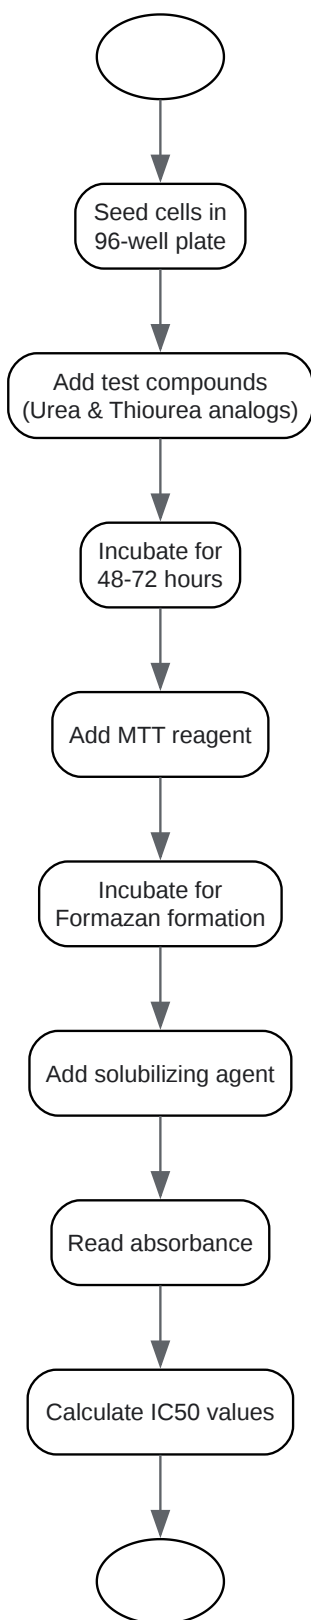 Seed cells in
96-well plate
Add test compounds
(Urea & Thiourea analogs)
Incubate for
48-72 hours
Add MTT reagent
Incubate for
Formazan formation
Add solubilizing agent
Read absorbance
Calculate IC50 values